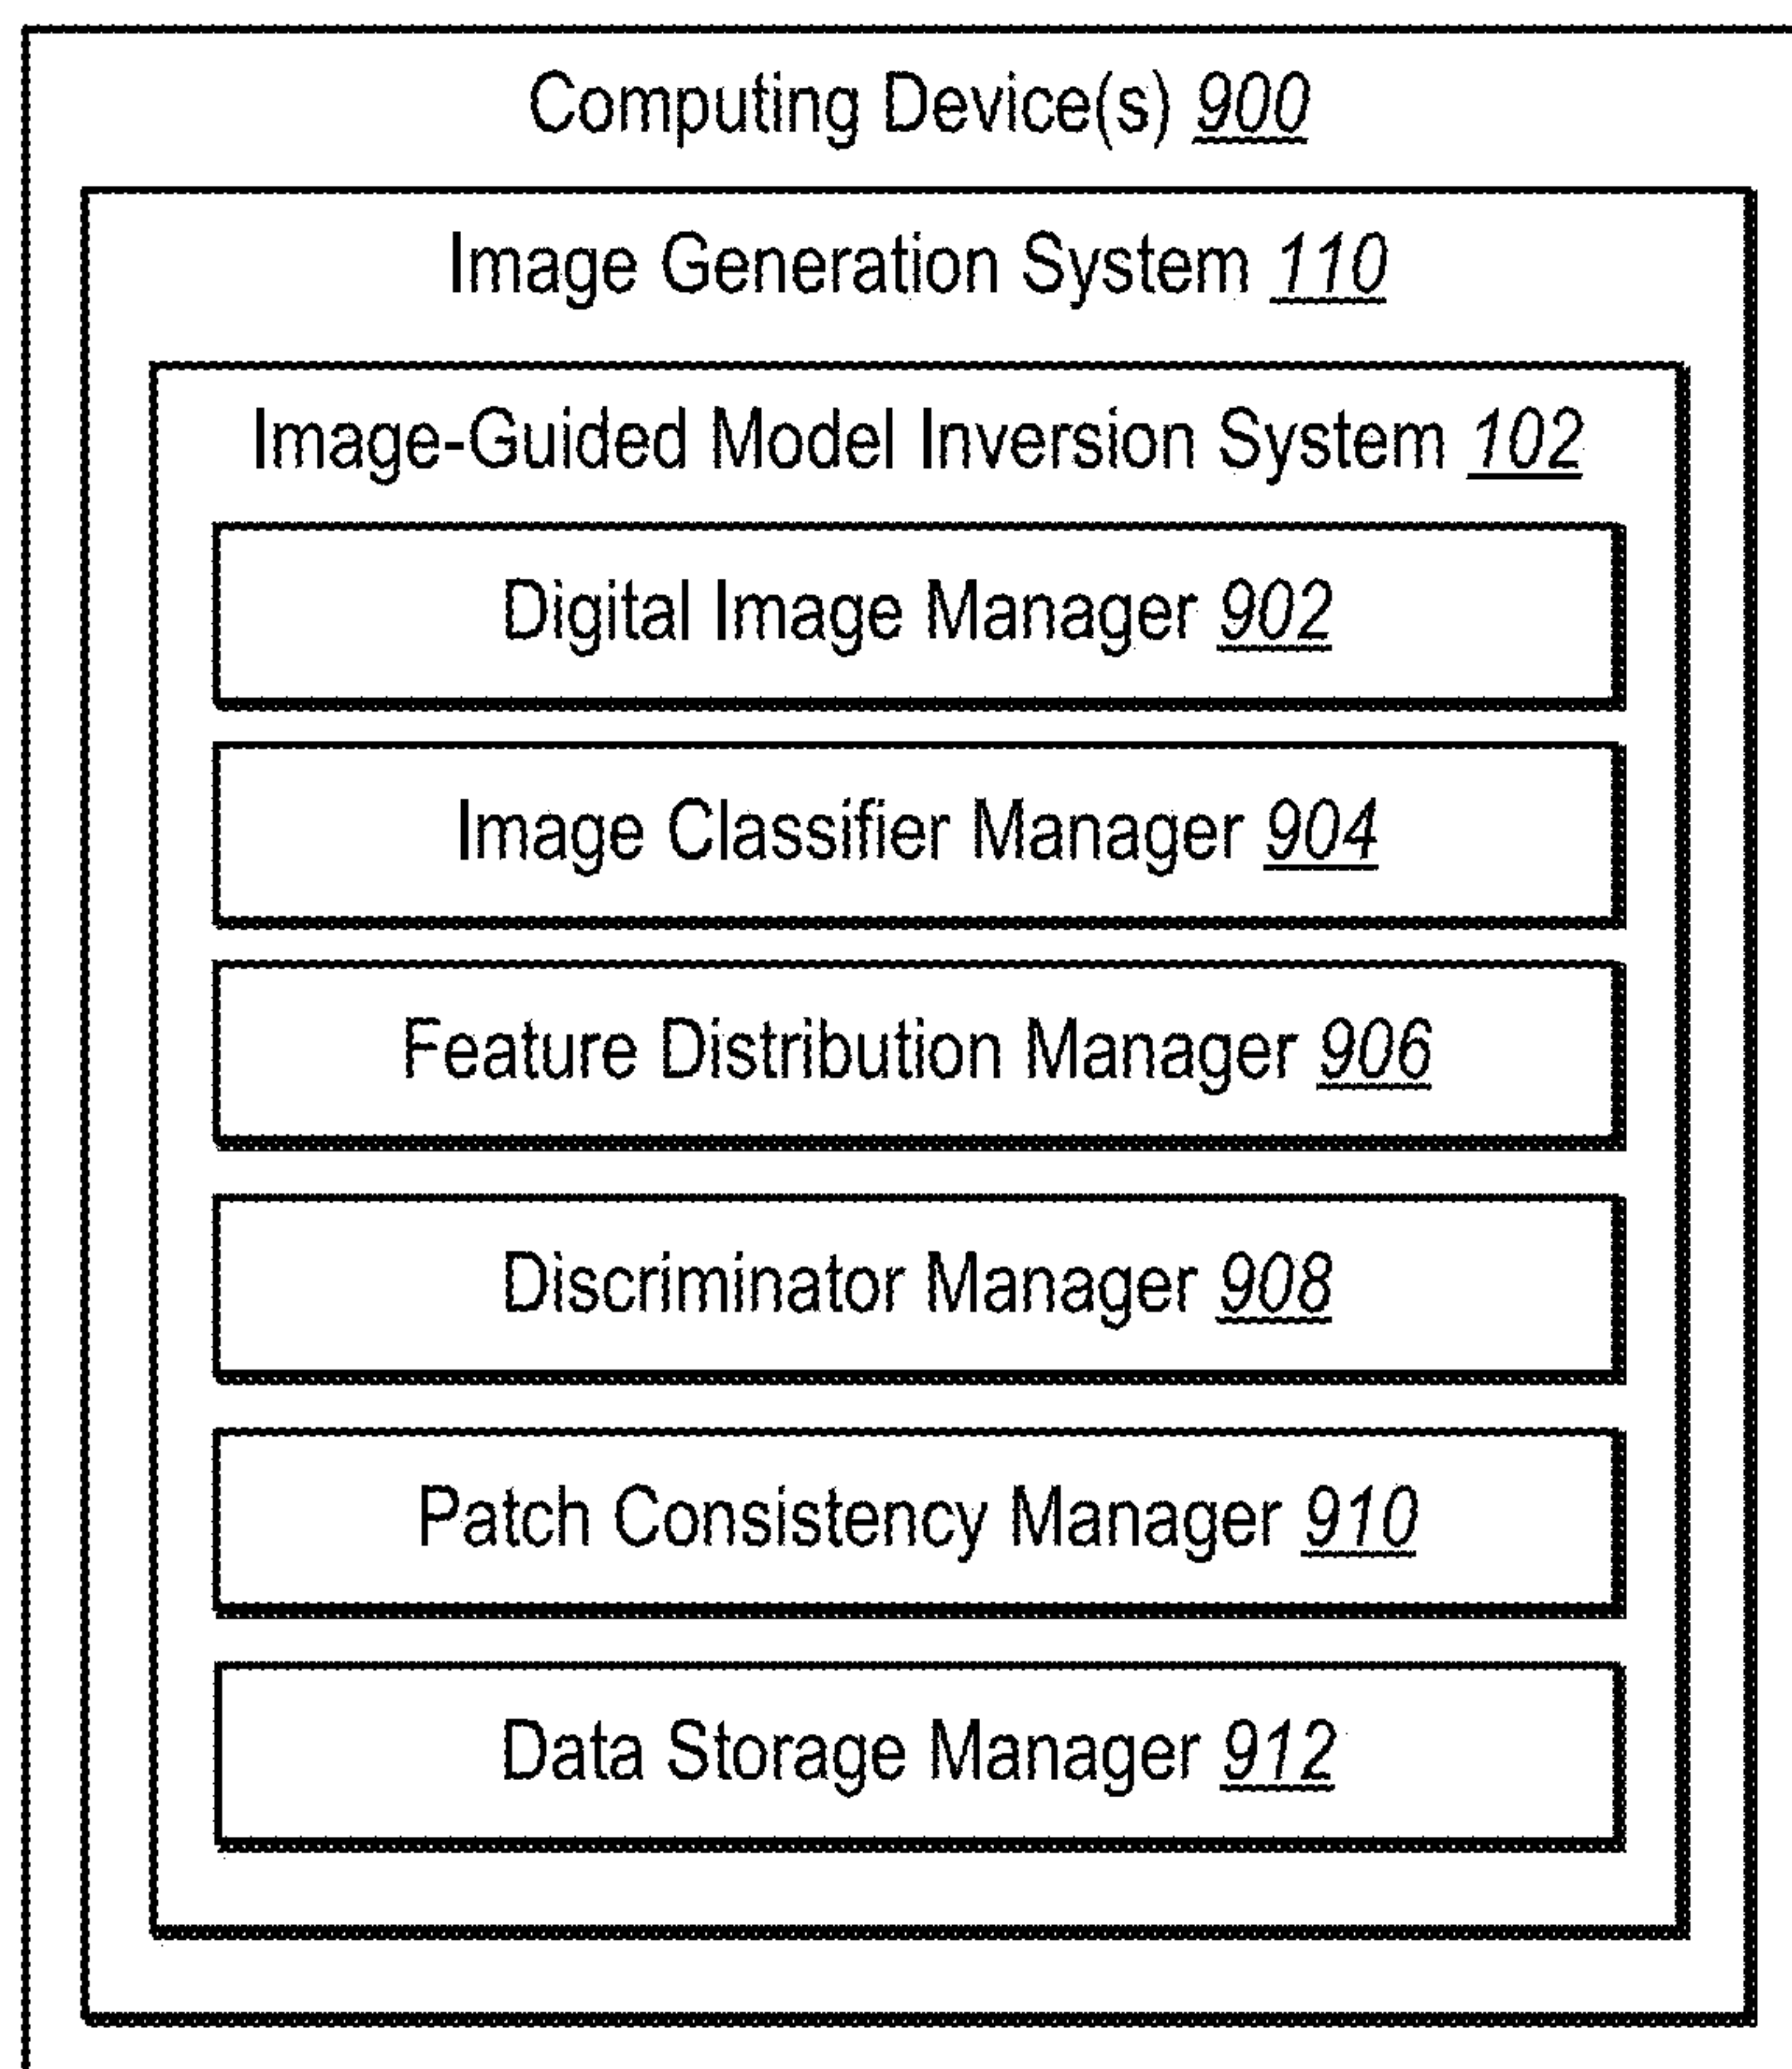 Computing Device(s) 900
Image Generation System 110
Image-Guided Model Inversion System 102
Digital Image Manager 902
Image Classifier Manager 904
Feature Distribution Manager 906
Discriminator Manager 908
Patch Consistency Manager 910
Data Storage Manager 912